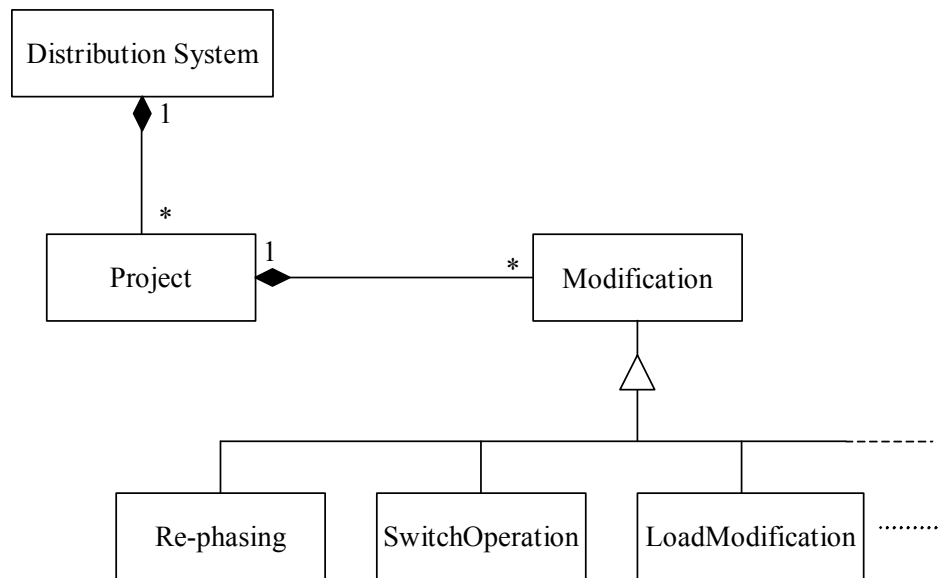 Distribution System
1
*
Project
1
*
Modification
Re-phasing
SwitchOperation
LoadModification